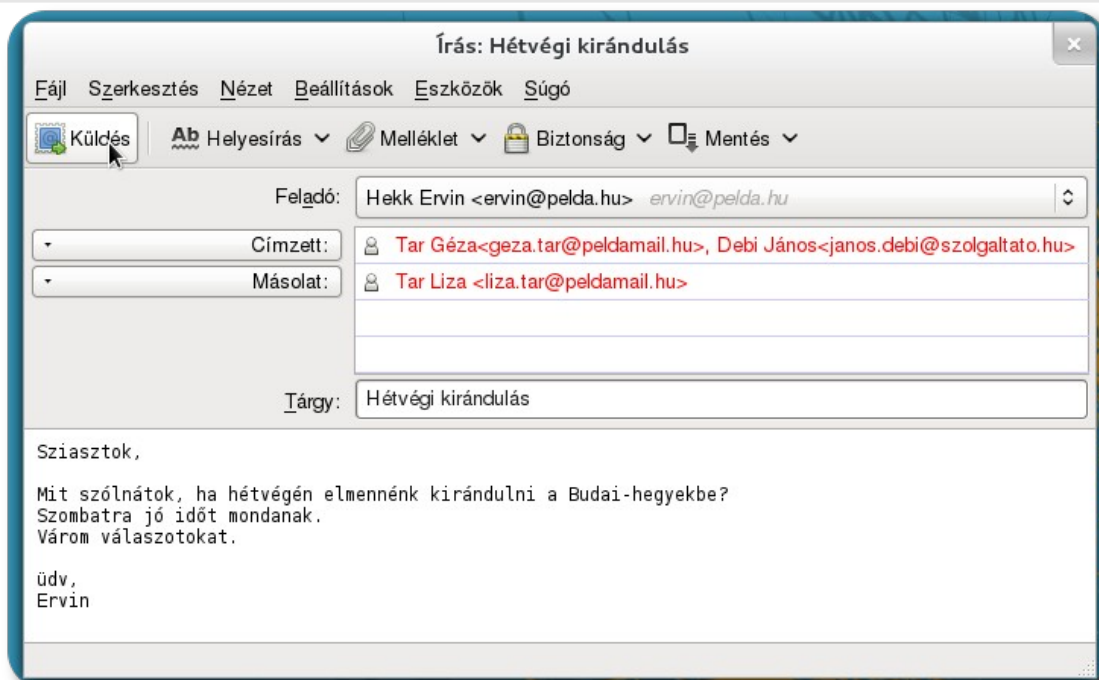 Írás: Hétvégi kirándulás
Fájl Szerkesztés Nézet Beállítások Eszközök Súgó
Küldés Ab Helyesírás Melléklet Biztonság Mentés
Feladó: Hekk Ervin <ervin@pelda.hu> ervin@pelda.hu
Címzett: Tar Géza<geza.tar@peldamail.hu>, Debi János<janos.debi@szolgaltato.hu>
Másolat: Tar Liza <liza.tar@peldamail.hu>
Tárgy: Hétvégi kirándulás
Sziasztok,
Mit szólnátok, ha hétvégén elmennénk kirándulni a Budai-hegyekbe?
Szombatra jó időt mondanak.
Várom válaszotokat.
üdv,
Ervin